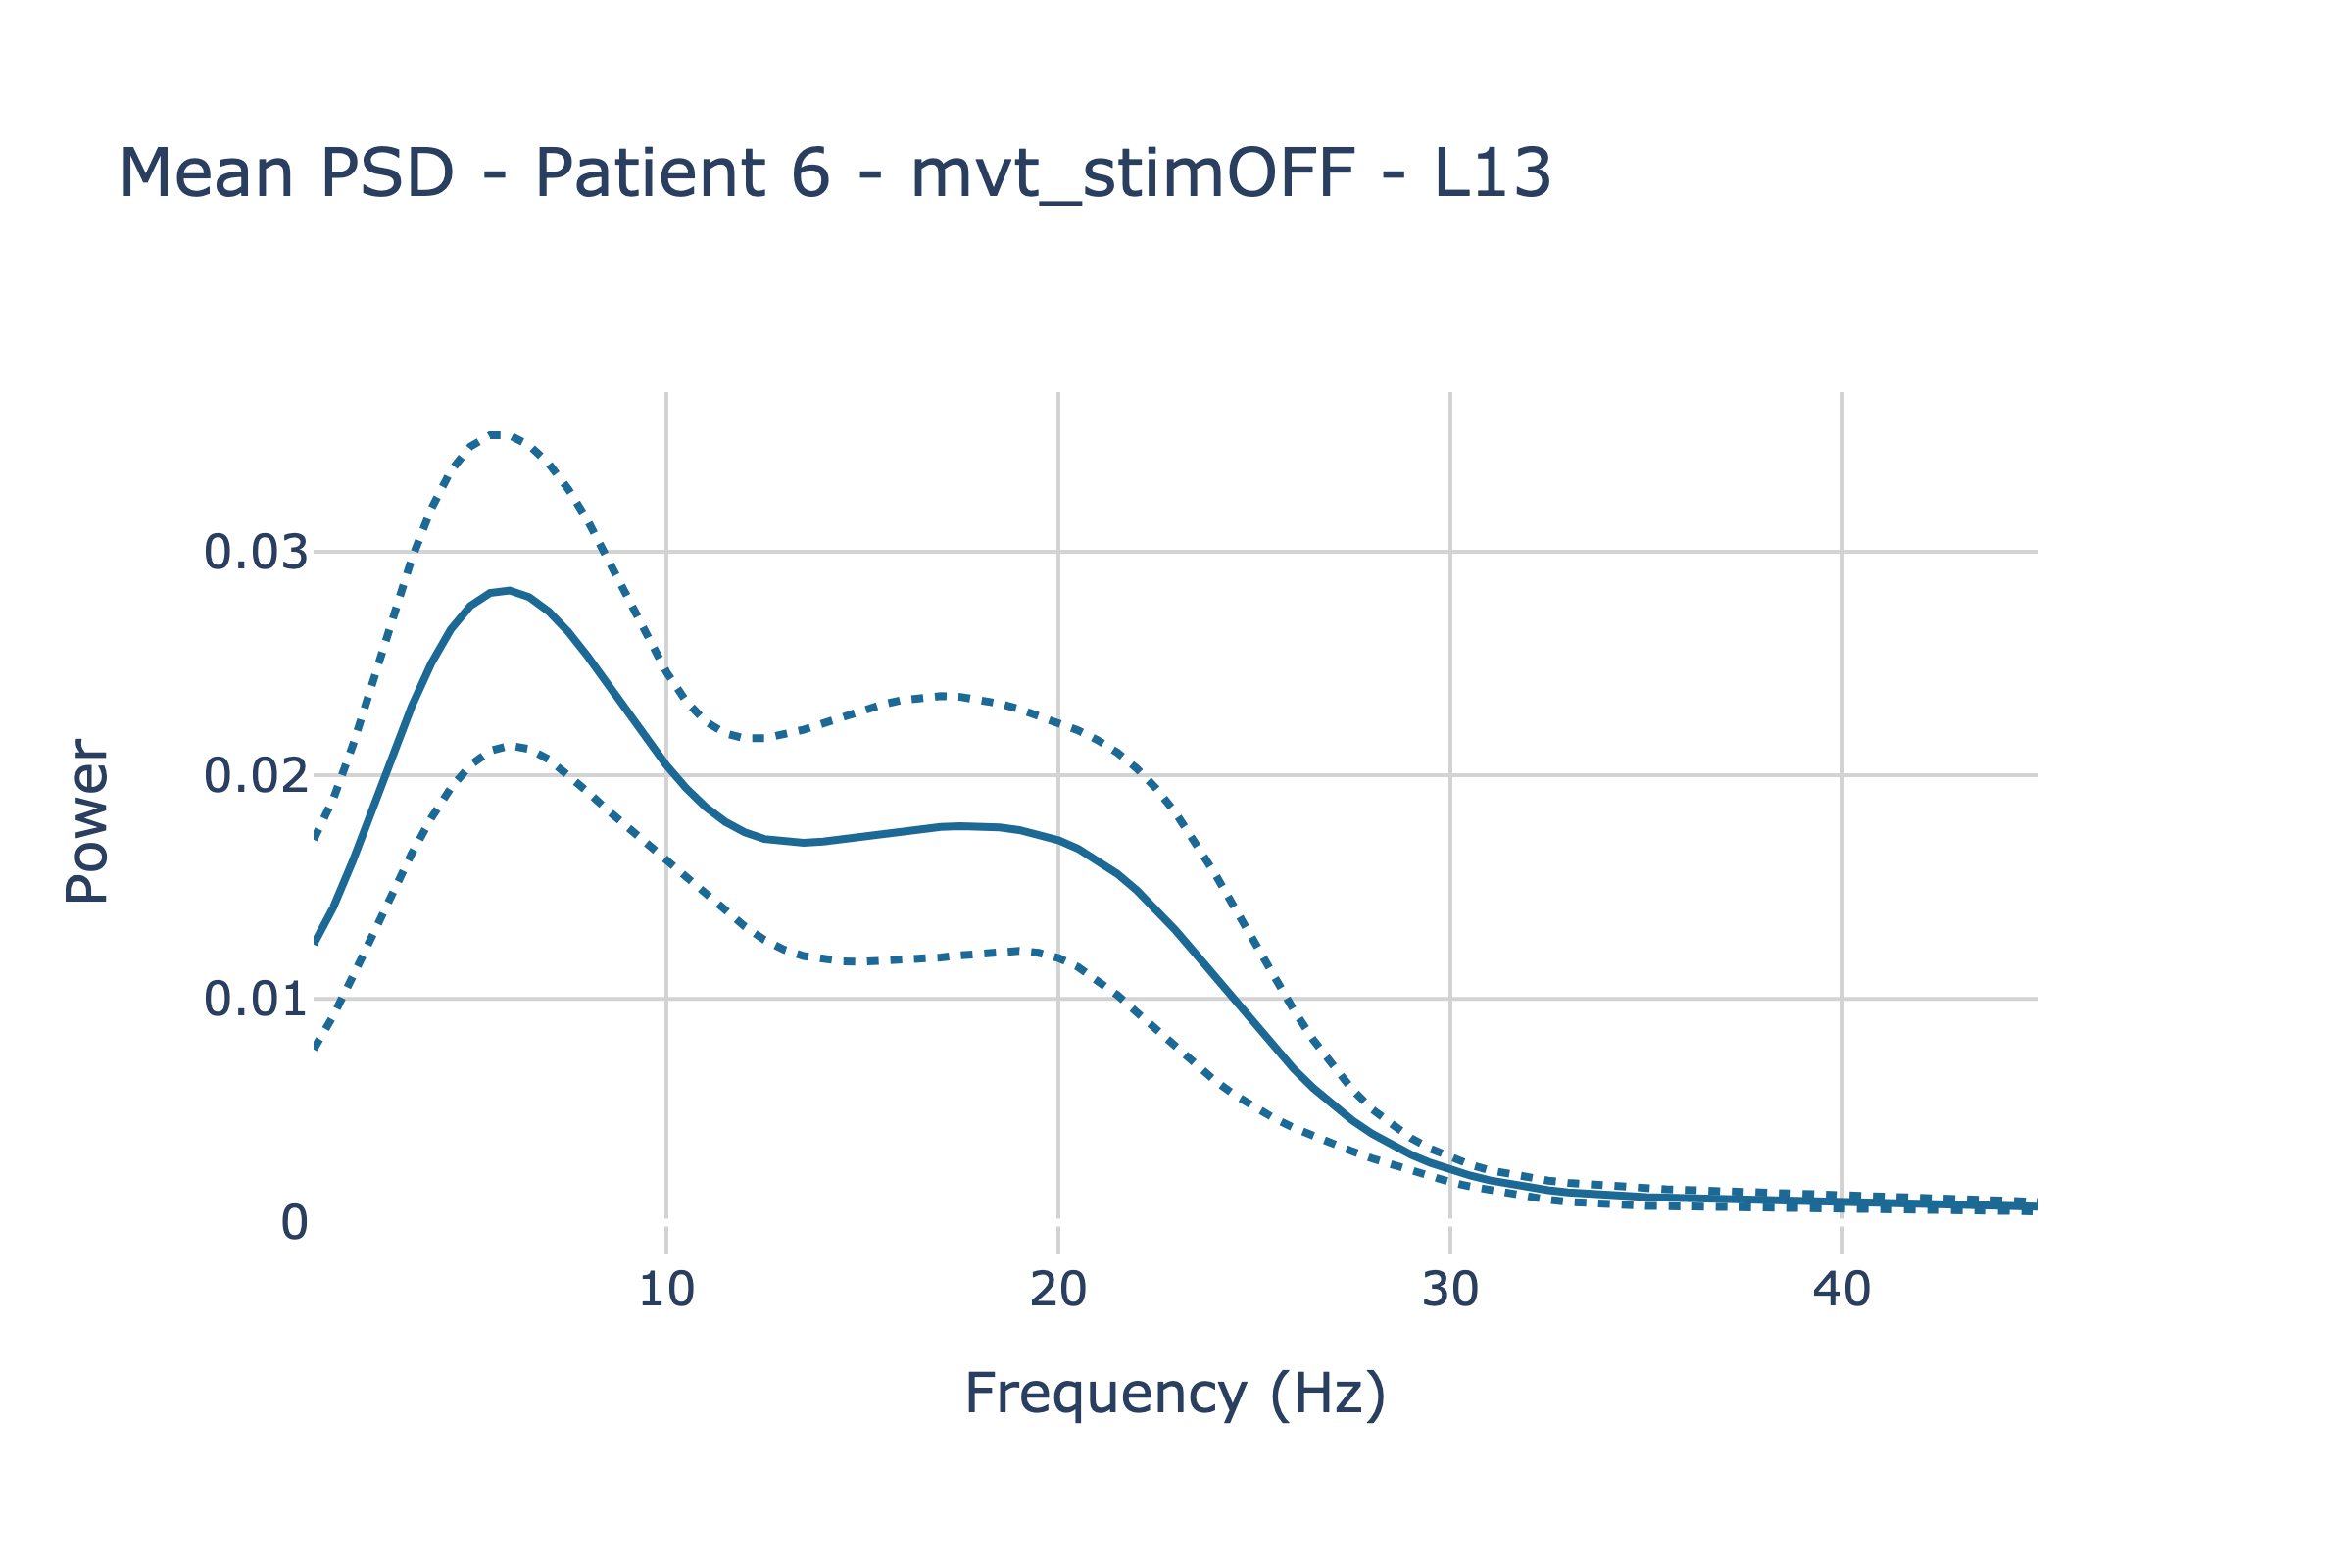 Mean PSD - Patient 6 - mvt_stimOFF - L13
0.03
0.02
0.01
0
Power
10 20 30 40
Frequency (Hz)